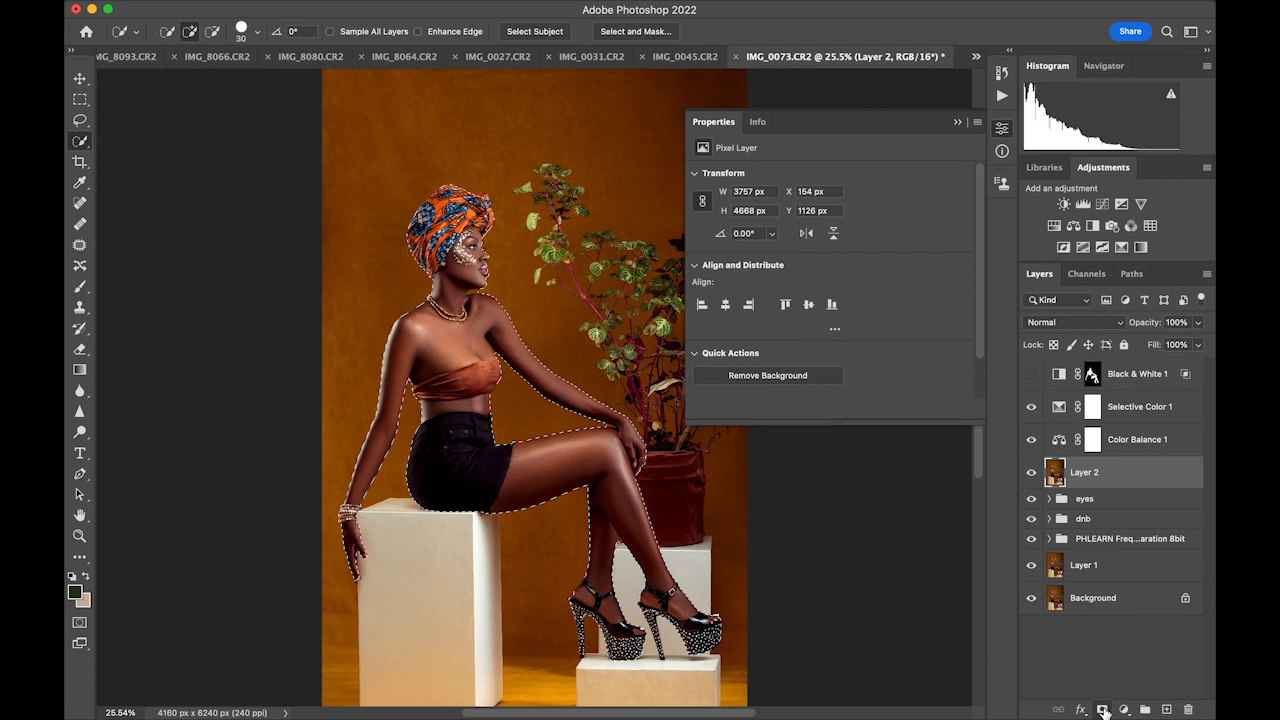 Adobe Photoshop 2022
30
0°
Sample All Layers
Enhance Edge
Select Subject
Select and Mask...
Share
IMG_8093.CR2
IMG_8066.CR2
IMG_8080.CR2
IMG_8064.CR2
IMG_0027.CR2
IMG_0031.CR2
IMG_0045.CR2
IMG_0073.CR2 @ 25.5% (Layer 2, RGB/16*) *
Histogram
Navigator
Properties
Info
Pixel Layer
Transform
W 3757 px X 154 px
H 4668 px Y 1126 px
0.00°
Align and Distribute
Align:
Quick Actions
Remove Background
Libraries
Adjustments
Add an adjustment
Layers
Channels
Paths
Kind
Normal
Opacity: 100%
Lock:
Fill: 100%
Black & White 1
Selective Color 1
Color Balance 1
Layer 2
eyes
dnb
PHLEARN Freq...aration 8bit
Layer 1
Background
25.54%
4160 px x 6240 px (240 ppi)